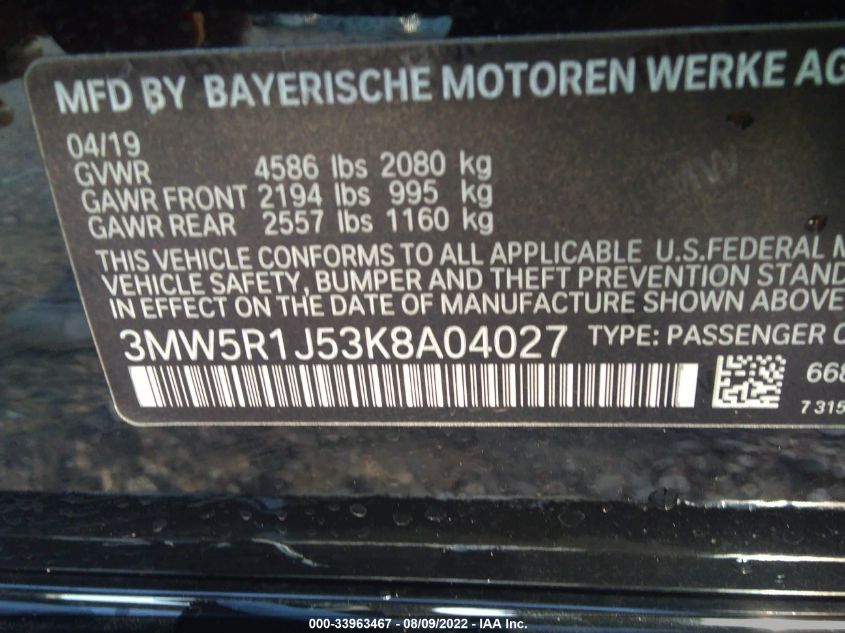 MFD BY BAYERISCHE MOTOREN WERKE AG
04/19
GVWR 4586 lbs 2080 kg
GAWR FRONT 2194 lbs 995 kg
GAWR REAR 2557 lbs 1160 kg
THIS VEHICLE CONFORMS TO ALL APPLICABLE U.S.FEDERAL M
VEHICLE SAFETY, BUMPER AND THEFT PREVENTION STAND
IN EFFECT ON THE DATE OF MANUFACTURE SHOWN ABOVE
3MW5R1J53K8A04027 TYPE: PASSENGER C
668
7 315
000-33963467 - 08/09/2022 - IAA Inc.